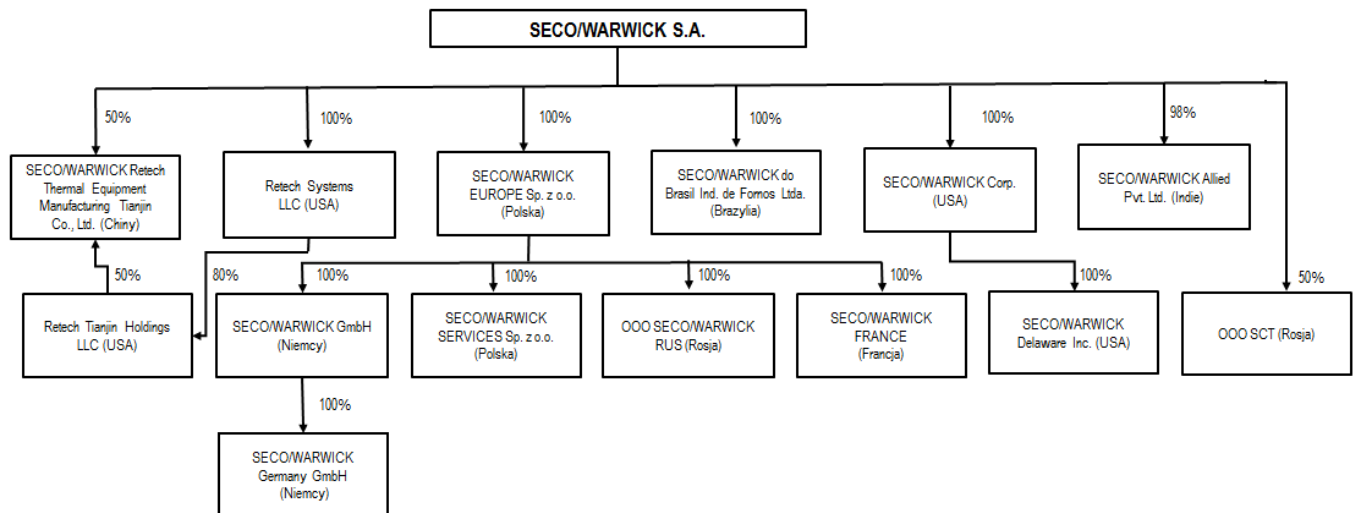 SECO/WARWICK S.A.
50%
100%
100%
100%
100%
98%
SECO/WARWICK Retech
Thermal Equipment
Manufacturing Tianjin
Co., Ltd. (Chiny)
Retech Systems
LLC (USA)
SECO/WARWICK
EUROPE Sp. z o.o.
(Polska)
SECO/WARWICK do
Brasil Ind. de Fornos Ltda.
(Brazylia)
SECO/WARWICK Corp.
(USA)
SECO/WARWICK Allied
Pvt. Ltd. (Indie)
50%
80%
100%
100%
100%
100%
100%
50%
Retech Tianjin Holdings
LLC (USA)
SECO/WARWICK GmbH
(Niemcy)
SECO/WARWICK
SERVICES Sp. z o.o.
(Polska)
OOO SECO/WARWICK
RUS (Rosja)
SECO/WARWICK
FRANCE
(Francja)
SECO/WARWICK
Delaware Inc. (USA)
OOO SCT (Rosja)
100%
SECO/WARWICK
Germany GmbH
(Niemcy)